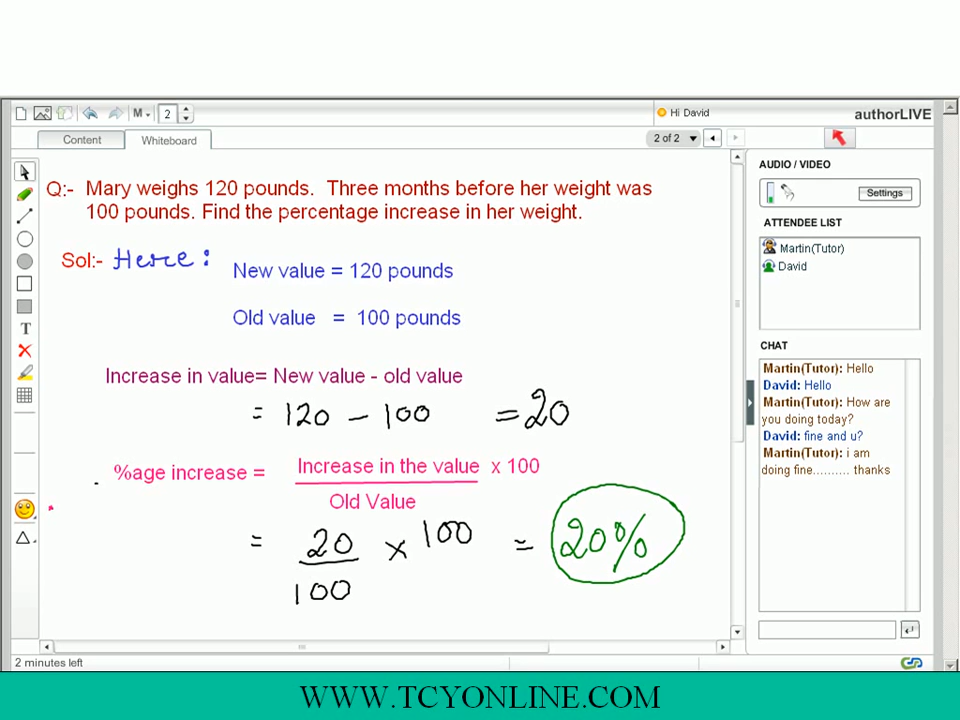 M
2
Hi David
authorLIVE
Content
Whiteboard
2 of 2
Q:- Mary weighs 120 pounds. Three months before her weight was
100 pounds. Find the percentage increase in her weight.
Sol:- Here:
New value = 120 pounds
Old value = 100 pounds
Increase in value= New value - old value
= 120 - 100 = 20
%age increase = Increase in the value x 100
Old Value
= 20 x 100 = 20%
100
T
2 minutes left
AUDIO / VIDEO
Settings
ATTENDEE LIST
Martin(Tutor)
David
CHAT
Martin(Tutor): Hello
David: Hello
Martin(Tutor): How are
you doing today?
David: fine and u?
Martin(Tutor): i am
doing fine.......... thanks
WWW.TCYONLINE.COM